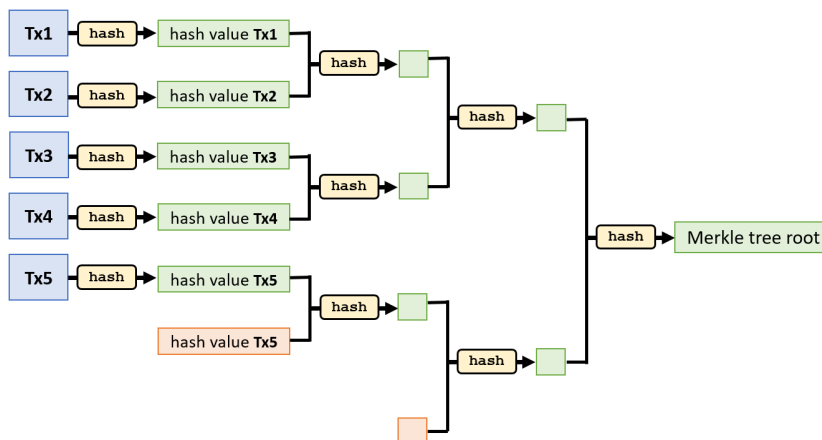 Tx1 hash hash value Tx1
hash
Tx2 hash hash value Tx2
hash
Tx3 hash hash value Tx3
hash
Tx4 hash hash value Tx4
hash Merkle tree root
Tx5 hash hash value Tx5
hash
hash value Tx5
hash